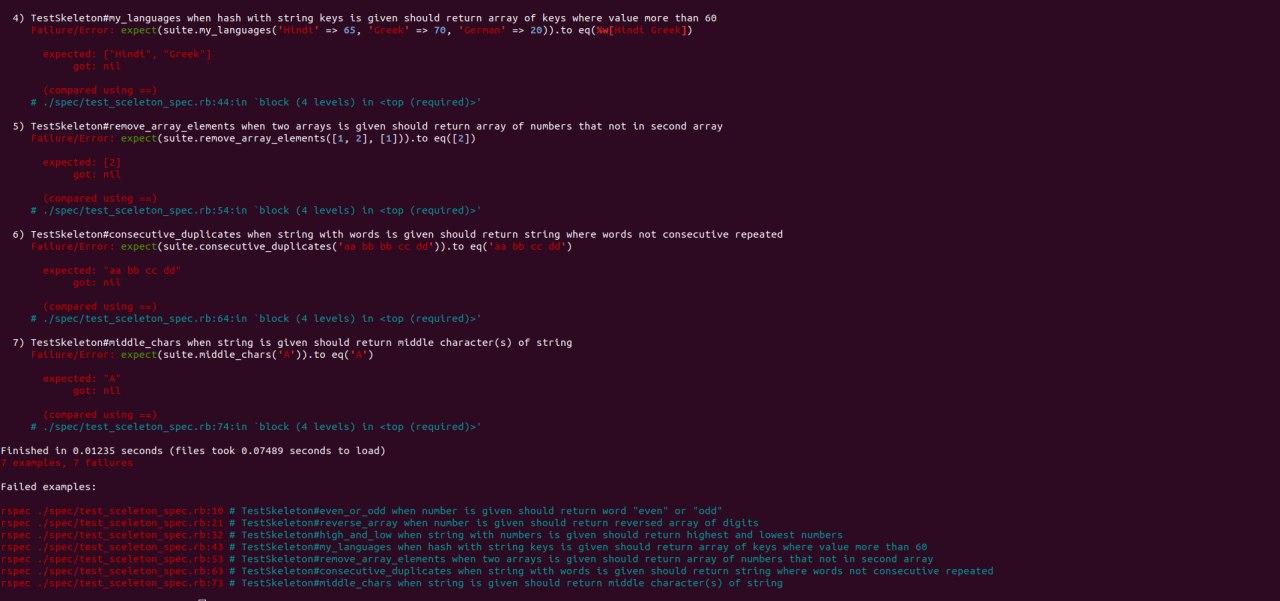 4) TestSkeleton#my_languages when hash with string keys is given should return array of keys where value more than 60
Failure/Error: expect(suite.my_languages('Hindi' => 65, 'Greek' => 70, 'German' => 20)).to eq(%w[Hindi Greek])
expected: ["Hindi", "Greek"]
got: nil
(compared using ==)
# ./spec/test_sceleton_spec.rb:44:in `block (4 levels) in <top (required)>'
5) TestSkeleton#remove_array_elements when two arrays is given should return array of numbers that not in second array
Failure/Error: expect(suite.remove_array_elements([1, 2], [1])).to eq([2])
expected: [2]
got: nil
(compared using ==)
# ./spec/test_sceleton_spec.rb:54:in `block (4 levels) in <top (required)>'
6) TestSkeleton#consecutive_duplicates when string with words is given should return string where words not consecutive repeated
Failure/Error: expect(suite.consecutive_duplicates('aa bb bb cc dd')).to eq('aa bb cc dd')
expected: "aa bb cc dd"
got: nil
(compared using ==)
# ./spec/test_sceleton_spec.rb:64:in `block (4 levels) in <top (required)>'
7) TestSkeleton#middle_chars when string is given should return middle character(s) of string
Failure/Error: expect(suite.middle_chars('A')).to eq('A')
expected: "A"
got: nil
(compared using ==)
# ./spec/test_sceleton_spec.rb:74:in `block (4 levels) in <top (required)>'
Finished in 0.01235 seconds (files took 0.07489 seconds to load)
7 examples, 7 failures
Failed examples:
rspec ./spec/test_sceleton_spec.rb:10 # TestSkeleton#even_or_odd when number is given should return word "even" or "odd"
rspec ./spec/test_sceleton_spec.rb:21 # TestSkeleton#reverse_array when number is given should return reversed array of digits
rspec ./spec/test_sceleton_spec.rb:32 # TestSkeleton#high_and_low when string with numbers is given should return highest and lowest numbers
rspec ./spec/test_sceleton_spec.rb:43 # TestSkeleton#my_languages when hash with string keys is given should return array of keys where value more than 60
rspec ./spec/test_sceleton_spec.rb:53 # TestSkeleton#remove_array_elements when two arrays is given should return array of numbers that not in second array
rspec ./spec/test_sceleton_spec.rb:63 # TestSkeleton#consecutive_duplicates when string with words is given should return string where words not consecutive repeated
rspec ./spec/test_sceleton_spec.rb:73 # TestSkeleton#middle_chars when string is given should return middle character(s) of string